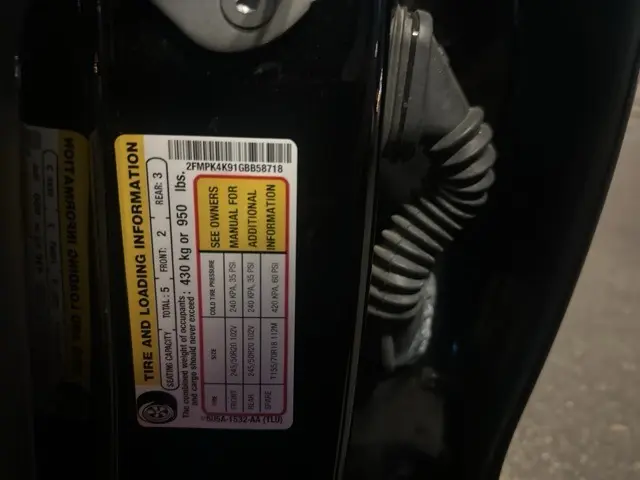 TIRE AND LOADING INFORMATION
SEATING CAPACITY TOTAL: 5 FRONT: 2 REAR: 3
The combined weight of occupants
and cargo should never exceed: 430 kg or 950 lbs.
TIRE SIZE COLD TIRE PRESSURE
FRONT 245/50R20 102V 240 KPA, 35 PSI
REAR 245/50R20 102V 240 KPA, 35 PSI
SPARE T155/70R18 112M 420 KPA, 60 PSI
SEE OWNERS
MANUAL FOR
ADDITIONAL
INFORMATION
2FMPK4K91GBB58718